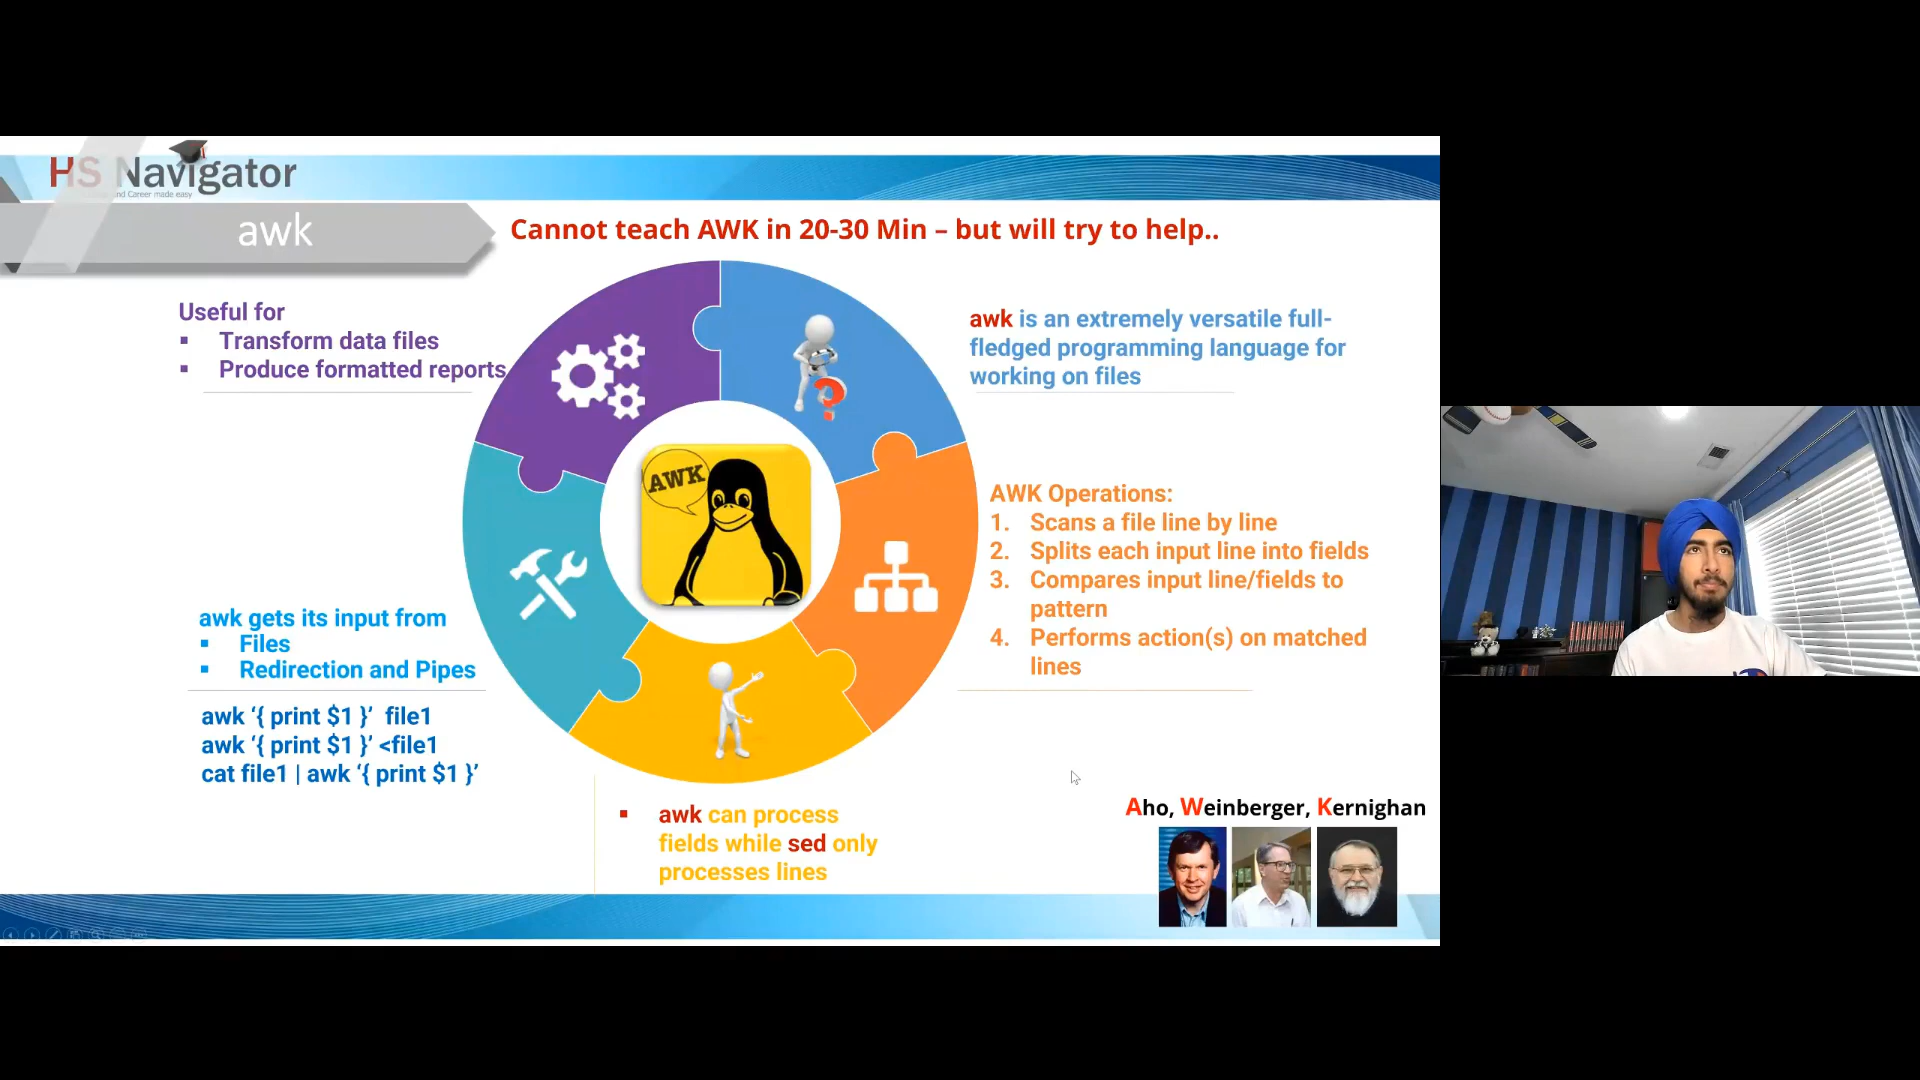 HS Navigator
and Career made easy
awk
Cannot teach AWK in 20-30 Min – but will try to help..
Useful for
▪ Transform data files
▪ Produce formatted reports
awk is an extremely versatile full-
fledged programming language for
working on files
AWK
AWK Operations:
1. Scans a file line by line
2. Splits each input line into fields
3. Compares input line/fields to
pattern
4. Performs action(s) on matched
lines
awk gets its input from
▪ Files
▪ Redirection and Pipes
awk ‘{ print $1 }’ file1
awk ‘{ print $1 }’ <file1
cat file1 | awk ‘{ print $1 }’
▪ awk can process
fields while sed only
processes lines
Aho, Weinberger, Kernighan